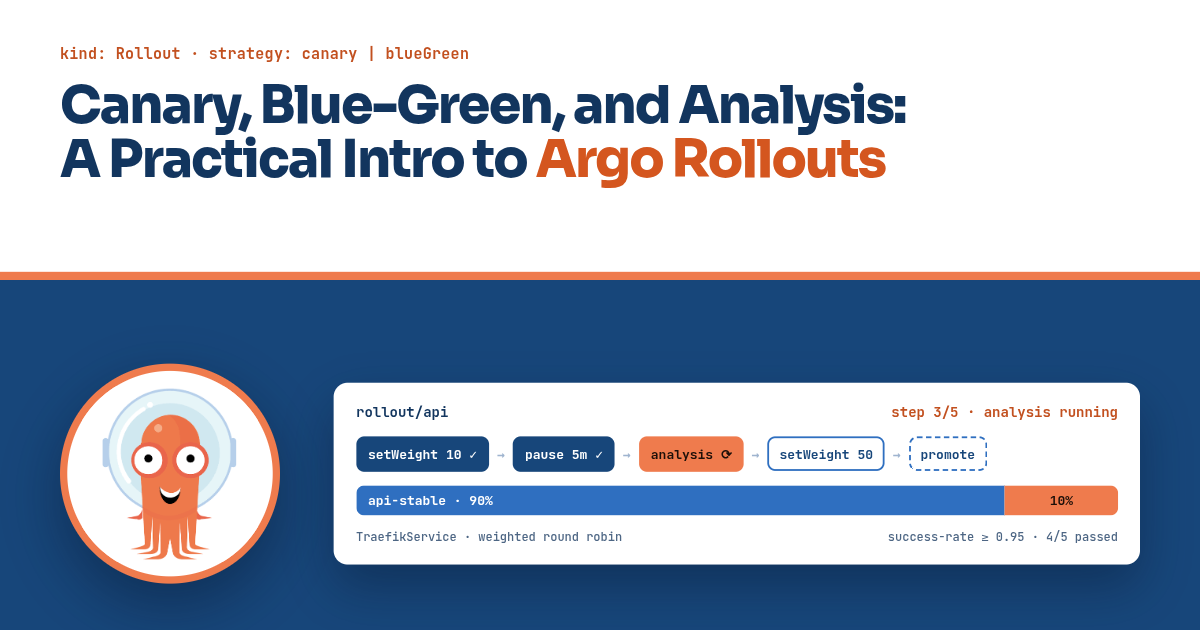 kind: Rollout · strategy: canary | blueGreen
Canary, Blue-Green, and Analysis:
A Practical Intro to Argo Rollouts
rollout/api
step 3/5 · analysis running
setWeight 10 ✓ → pause 5m ✓ → analysis ⟳ → setWeight 50 → promote
api-stable · 90%
10%
TraefikService · weighted round robin
success-rate ≥ 0.95 · 4/5 passed